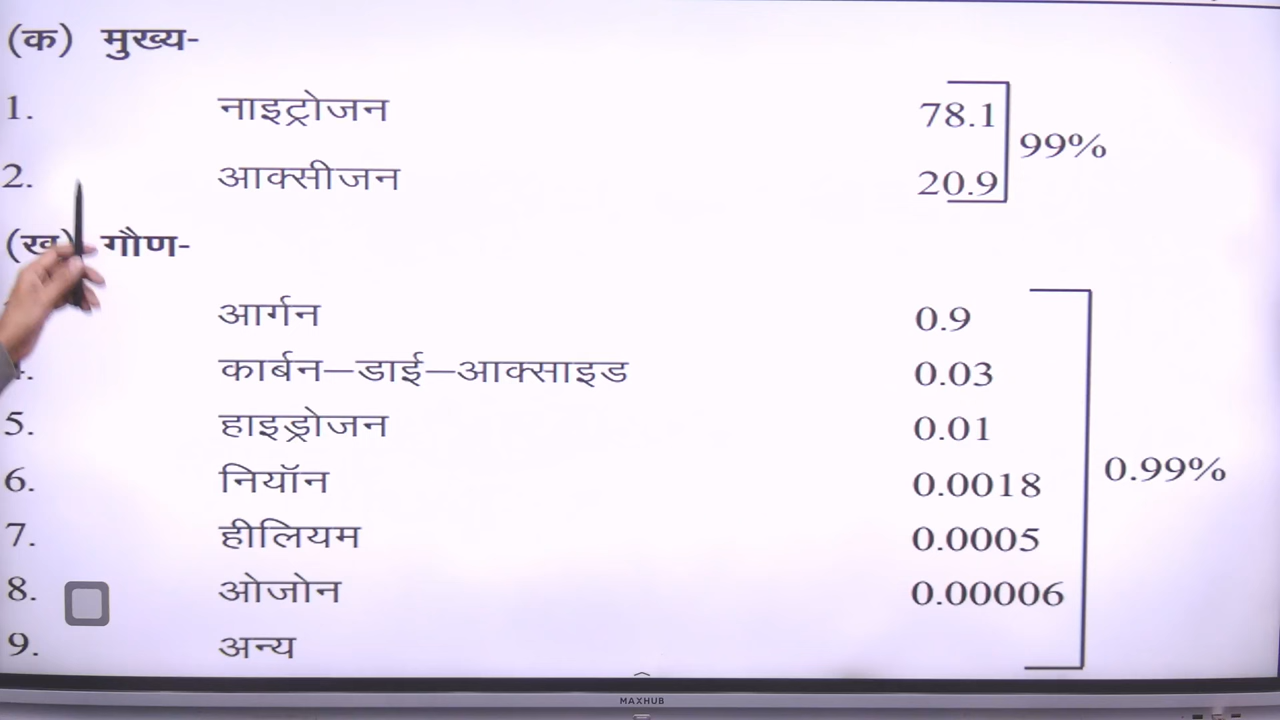 (क) मुख्य-
1. नाइट्रोजन 78.1
99%
2. आक्सीजन 20.9
(ख) गौण-
आर्गन 0.9
4. कार्बन–डाई–आक्साइड 0.03
5. हाइड्रोजन 0.01
6. नियॉन 0.0018
0.99%
7. हीलियम 0.0005
8. ओजोन 0.00006
9. अन्य
MAXHUB